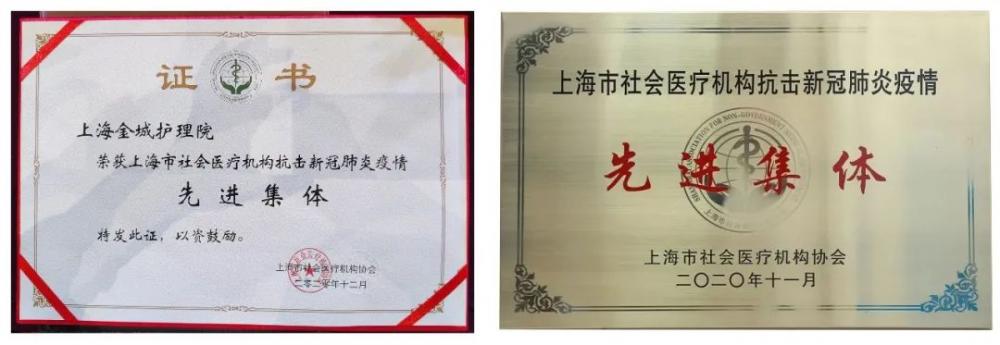 证 书
上海金城护理院
荣获上海市社会医疗机构抗击新冠肺炎疫情
先进集体
特发此证，以资鼓励。
上海市社会医疗机构协会
二〇二〇年十二月
上海市社会医疗机构抗击新冠肺炎疫情
先进集体
上海市社会医疗机构协会
二〇二〇年十一月